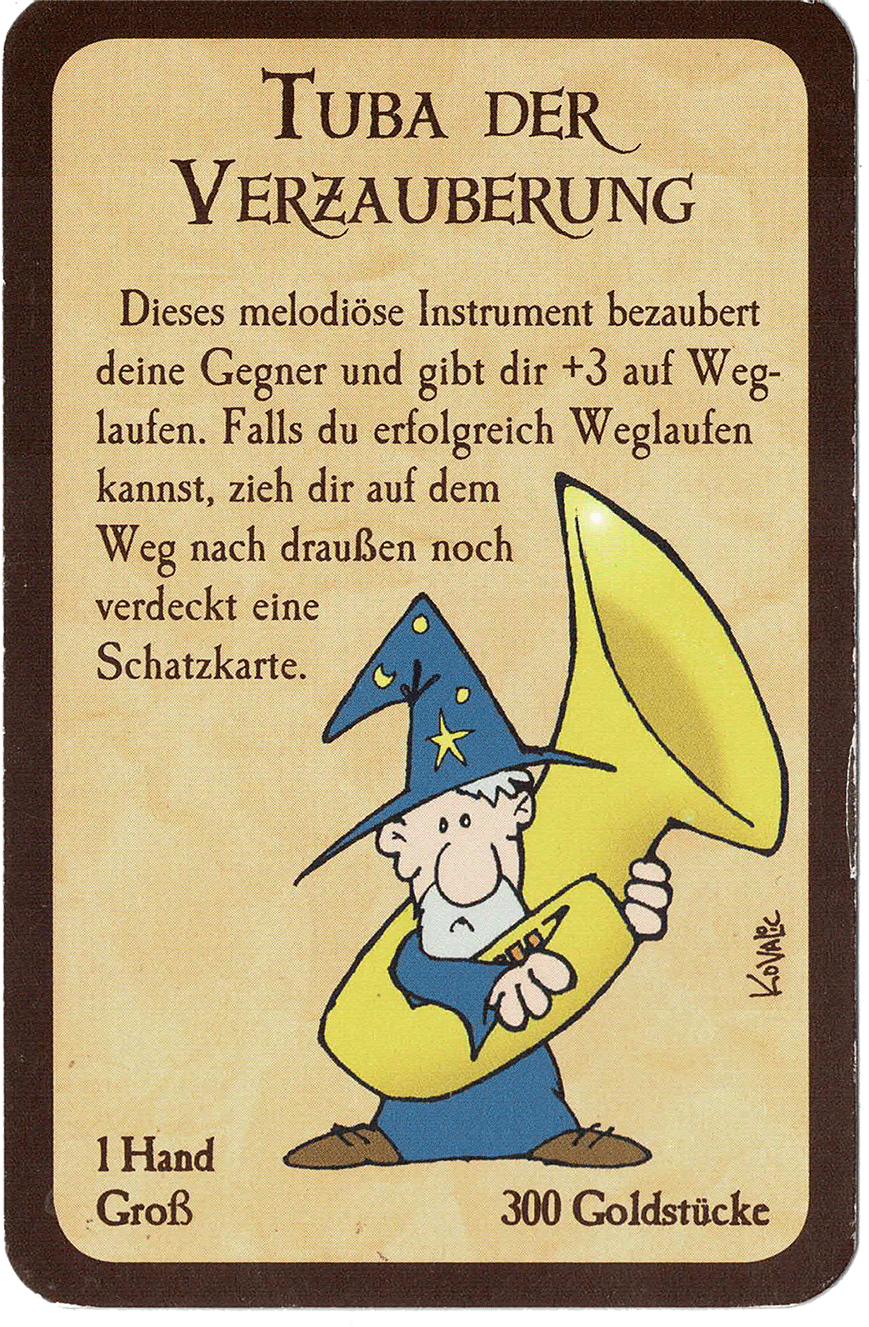 Tuba der
Verzauberung
Dieses melodiöse Instrument bezaubert
deine Gegner und gibt dir +3 auf Weg-
laufen. Falls du erfolgreich Weglaufen
kannst, zieh dir auf dem
Weg nach draußen noch
verdeckt eine
Schatzkarte.
Kovalic
1 Hand
Groß
300 Goldstücke